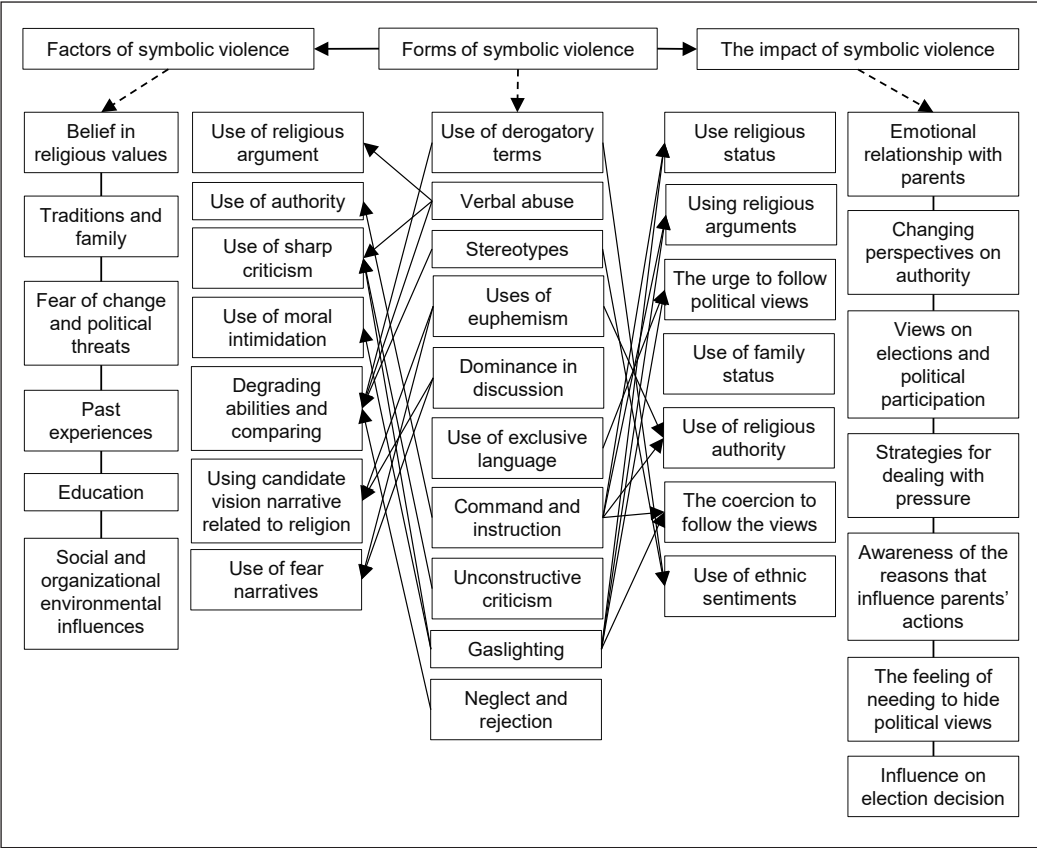 Factors of symbolic violence
Forms of symbolic violence
The impact of symbolic violence
Belief in
religious values
Traditions and
family
Fear of change
and political
threats
Past
experiences
Education
Social and
organizational
environmental
influences
Use of religious
argument
Use of authority
Use of sharp
criticism
Use of moral
intimidation
Degrading
abilities and
comparing
Using candidate
vision narrative
related to religion
Use of fear
narratives
Use of derogatory
terms
Verbal abuse
Stereotypes
Uses of
euphemism
Dominance in
discussion
Use of exclusive
language
Command and
instruction
Unconstructive
criticism
Gaslighting
Neglect and
rejection
Use religious
status
Using religious
arguments
The urge to follow
political views
Use of family
status
Use of religious
authority
The coercion to
follow the views
Use of ethnic
sentiments
Emotional
relationship with
parents
Changing
perspectives on
authority
Views on
elections and
political
participation
Strategies for
dealing with
pressure
Awareness of the
reasons that
influence parents’
actions
The feeling of
needing to hide
political views
Influence on
election decision